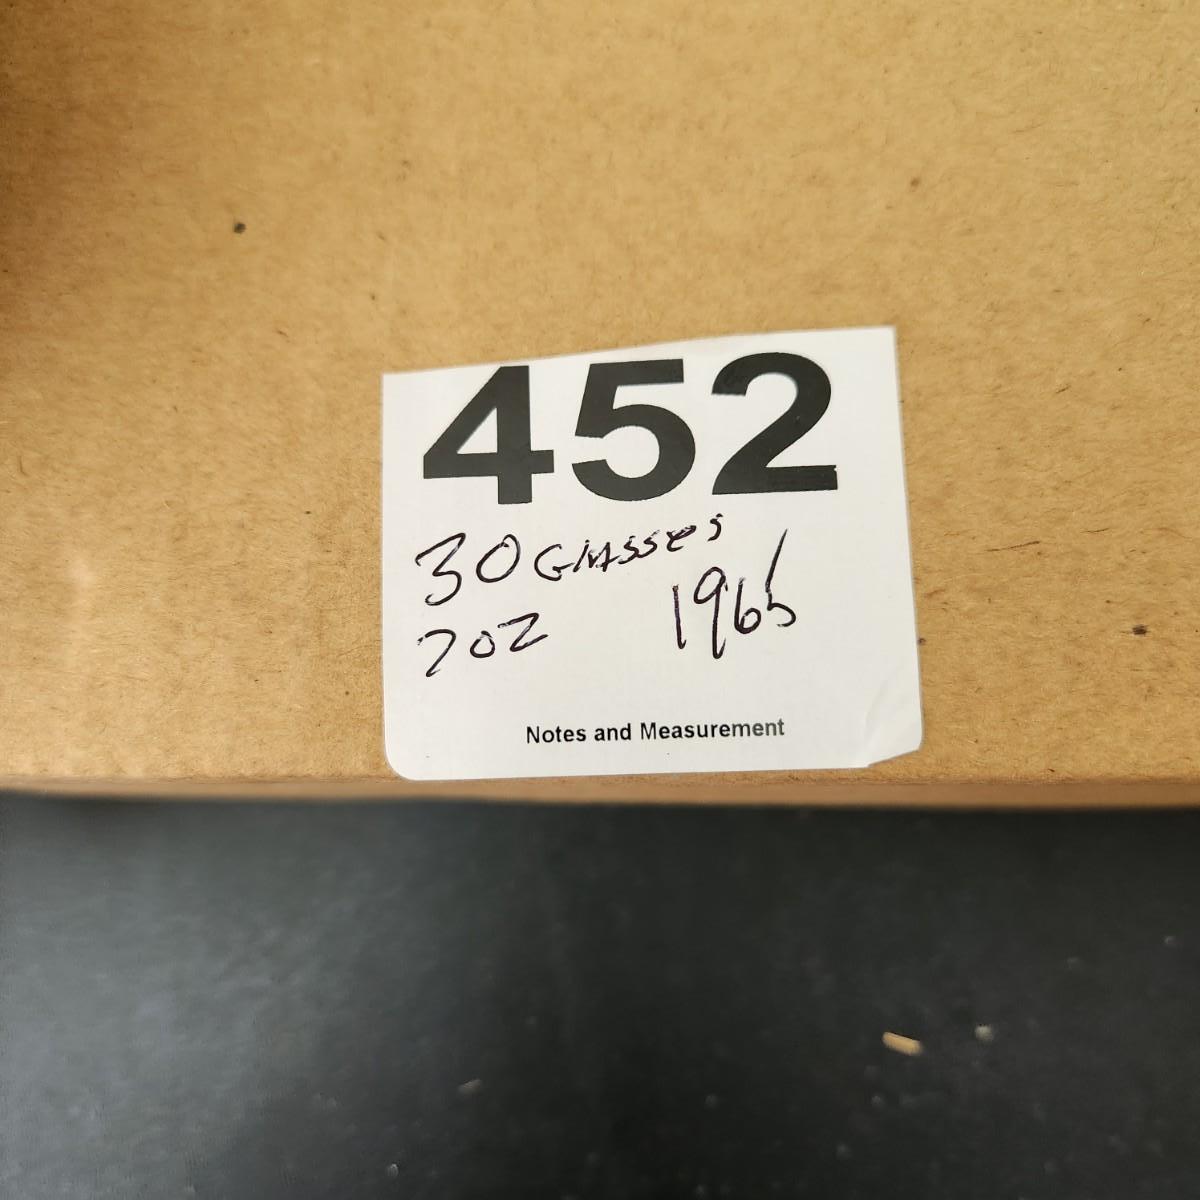 452
30 Glasses
7oz 1965
Notes and Measurement